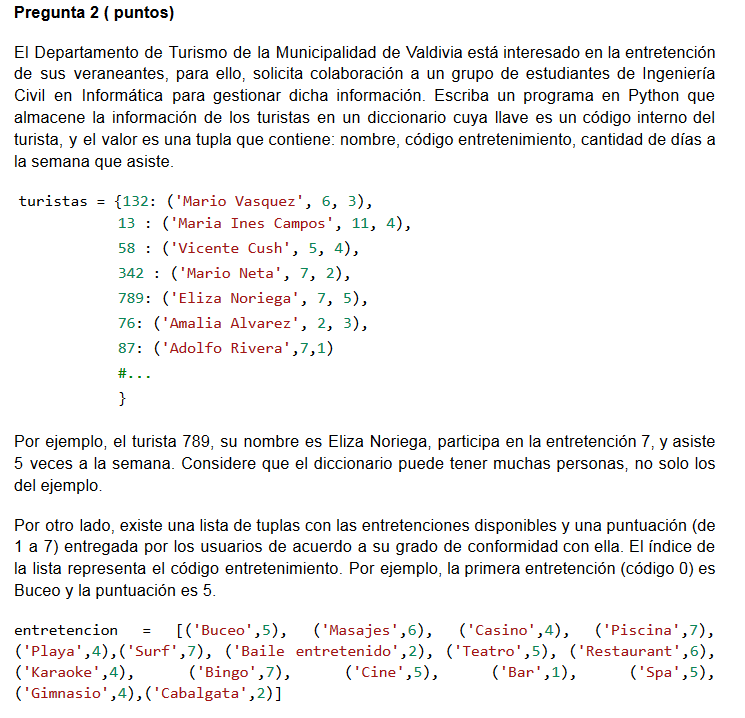 Pregunta 2 ( puntos)
El Departamento de Turismo de la Municipalidad de Valdivia está interesado en la entretención
de sus veraneantes, para ello, solicita colaboración a un grupo de estudiantes de Ingeniería
Civil en Informática para gestionar dicha información. Escriba un programa en Python que
almacene la información de los turistas en un diccionario cuya llave es un código interno del
turista, y el valor es una tupla que contiene: nombre, código entretenimiento, cantidad de días a
la semana que asiste.
turistas = {132: ('Mario Vasquez', 6, 3),
13 : ('Maria Ines Campos', 11, 4),
58 : ('Vicente Cush', 5, 4),
342 : ('Mario Neta', 7, 2),
789: ('Eliza Noriega', 7, 5),
76: ('Amalia Alvarez', 2, 3),
87: ('Adolfo Rivera',7,1)
#...
}
Por ejemplo, el turista 789, su nombre es Eliza Noriega, participa en la entretención 7, y asiste
5 veces a la semana. Considere que el diccionario puede tener muchas personas, no solo los
del ejemplo.
Por otro lado, existe una lista de tuplas con las entretenciones disponibles y una puntuación (de
1 a 7) entregada por los usuarios de acuerdo a su grado de conformidad con ella. El índice de
la lista representa el código entretenimiento. Por ejemplo, la primera entretención (código 0) es
Buceo y la puntuación es 5.
entretencion = [('Buceo',5), ('Masajes',6), ('Casino',4), ('Piscina',7),
('Playa',4),('Surf',7), ('Baile entretenido',2), ('Teatro',5), ('Restaurant',6),
('Karaoke',4), ('Bingo',7), ('Cine',5), ('Bar',1), ('Spa',5),
('Gimnasio',4),('Cabalgata',2)]